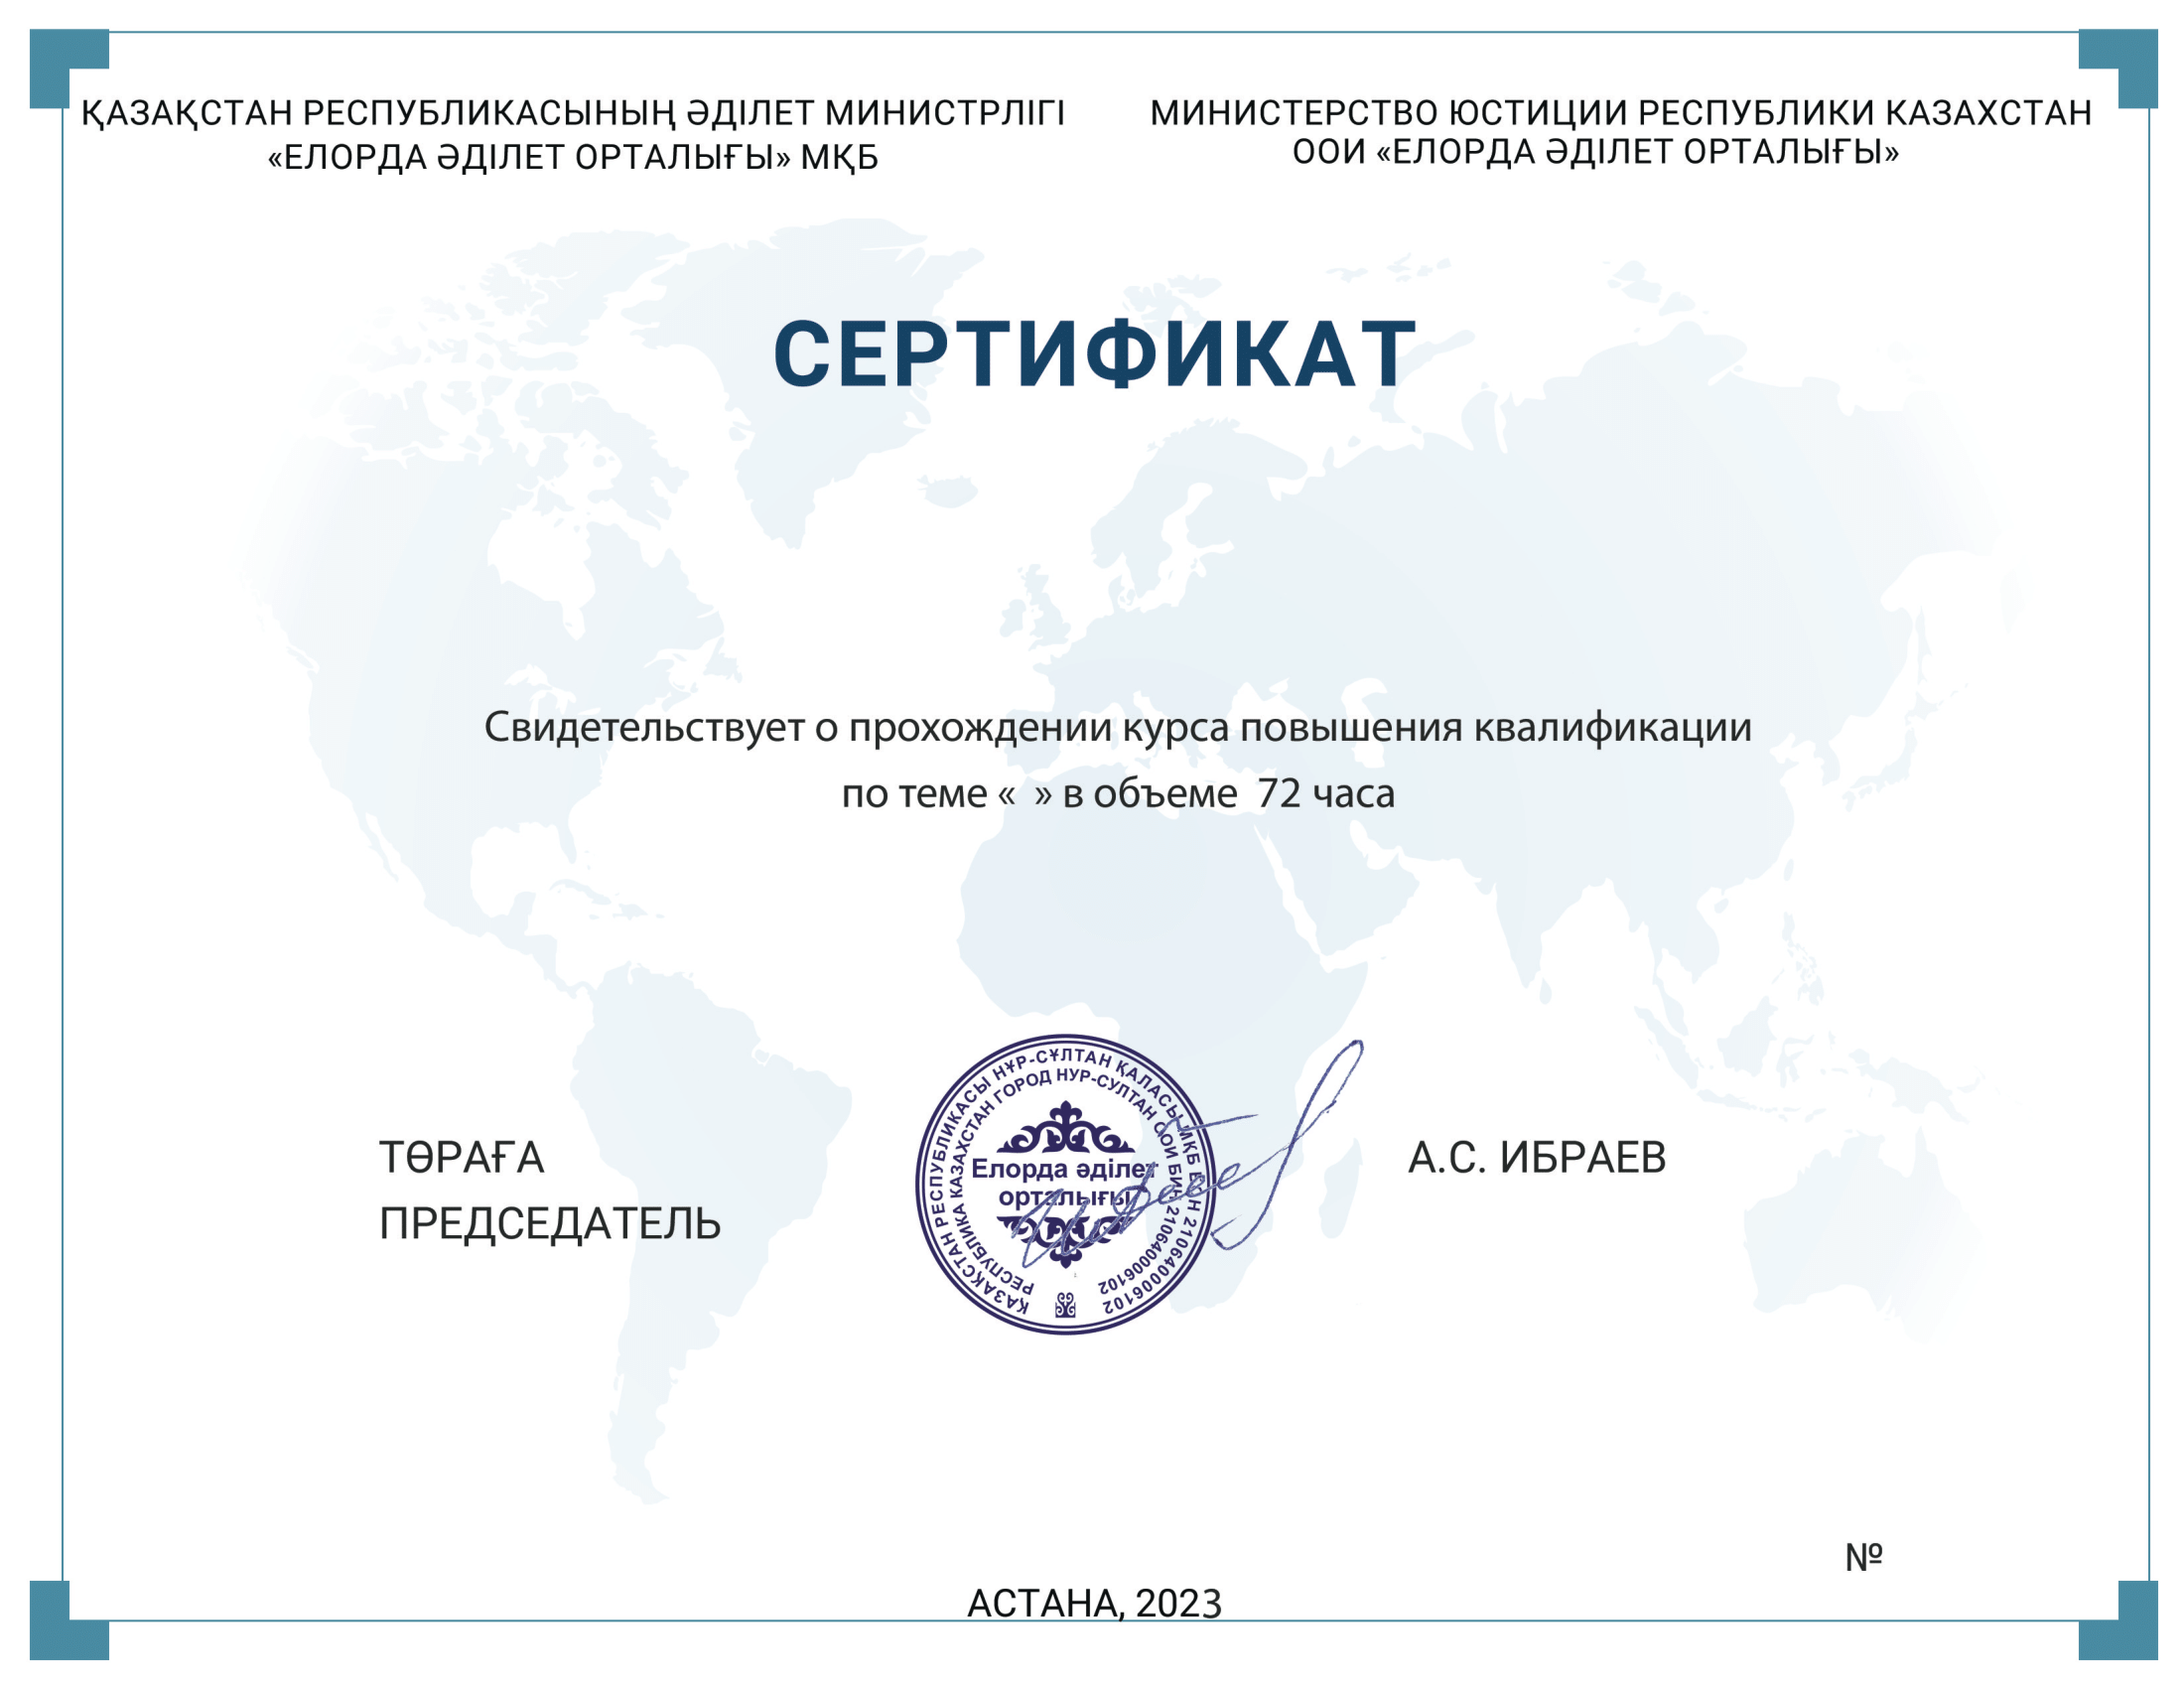 ҚАЗАҚСТАН РЕСПУБЛИКАСЫНЫҢ ӘДІЛЕТ МИНИСТРЛІГІ
«ЕЛОРДА ӘДІЛЕТ ОРТАЛЫҒЫ» МҚБ
МИНИСТЕРСТВО ЮСТИЦИИ РЕСПУБЛИКИ КАЗАХСТАН
ООИ «ЕЛОРДА ӘДІЛЕТ ОРТАЛЫҒЫ»
СЕРТИФИКАТ
Свидетельствует о прохождении курса повышения квалификации
по теме « » в объеме 72 часа
ТӨРАҒА
ПРЕДСЕДАТЕЛЬ
ҚАЗАҚСТАН РЕСПУБЛИКАСЫ НҰР-СҰЛТАН ҚАЛАСЫ МҚБ БСН 210640006102
РЕСПУБЛИКА КАЗАХСТАН ГОРОД НУР-СУЛТАН ООИ БИН 210640006102
Елорда әділет
орталығы
А.С. ИБРАЕВ
№
АСТАНА, 2023